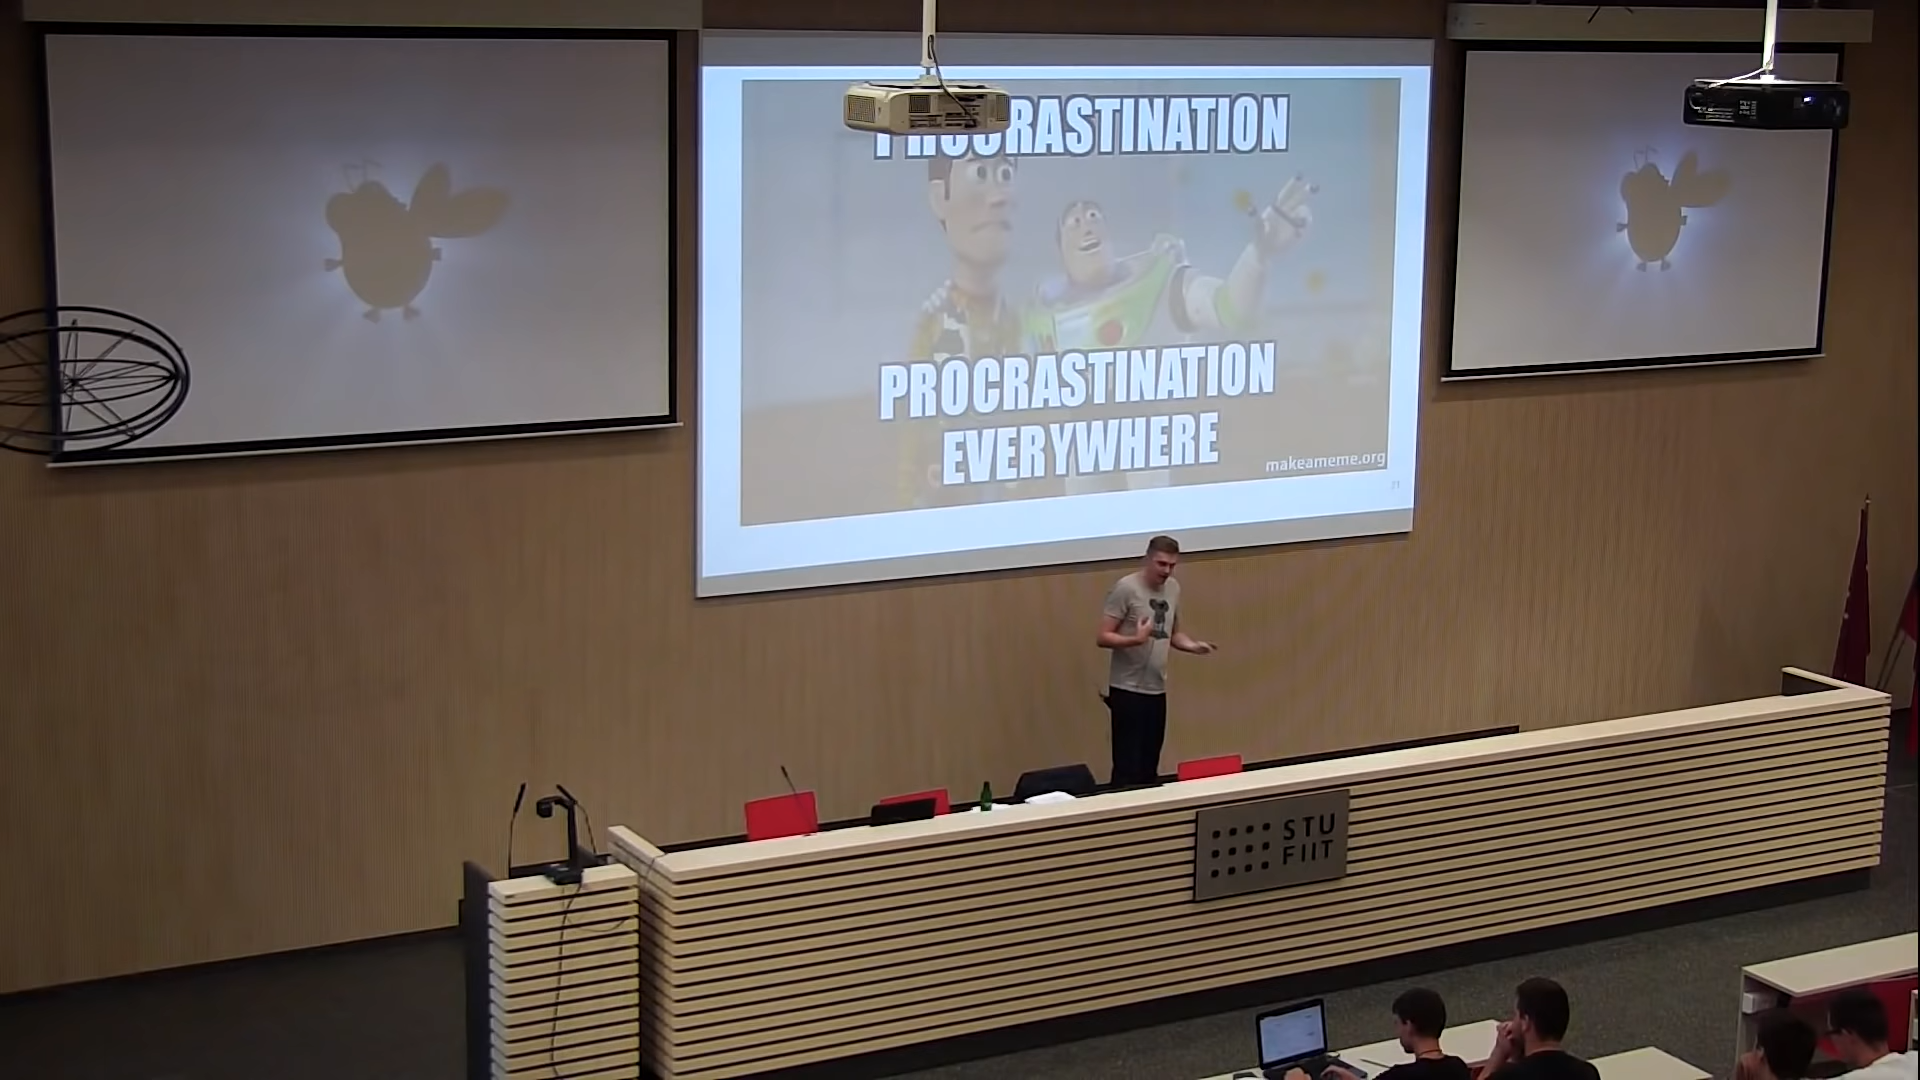 PROCRASTINATION
PROCRASTINATION
EVERYWHERE
makeameme.org
STU
FIIT